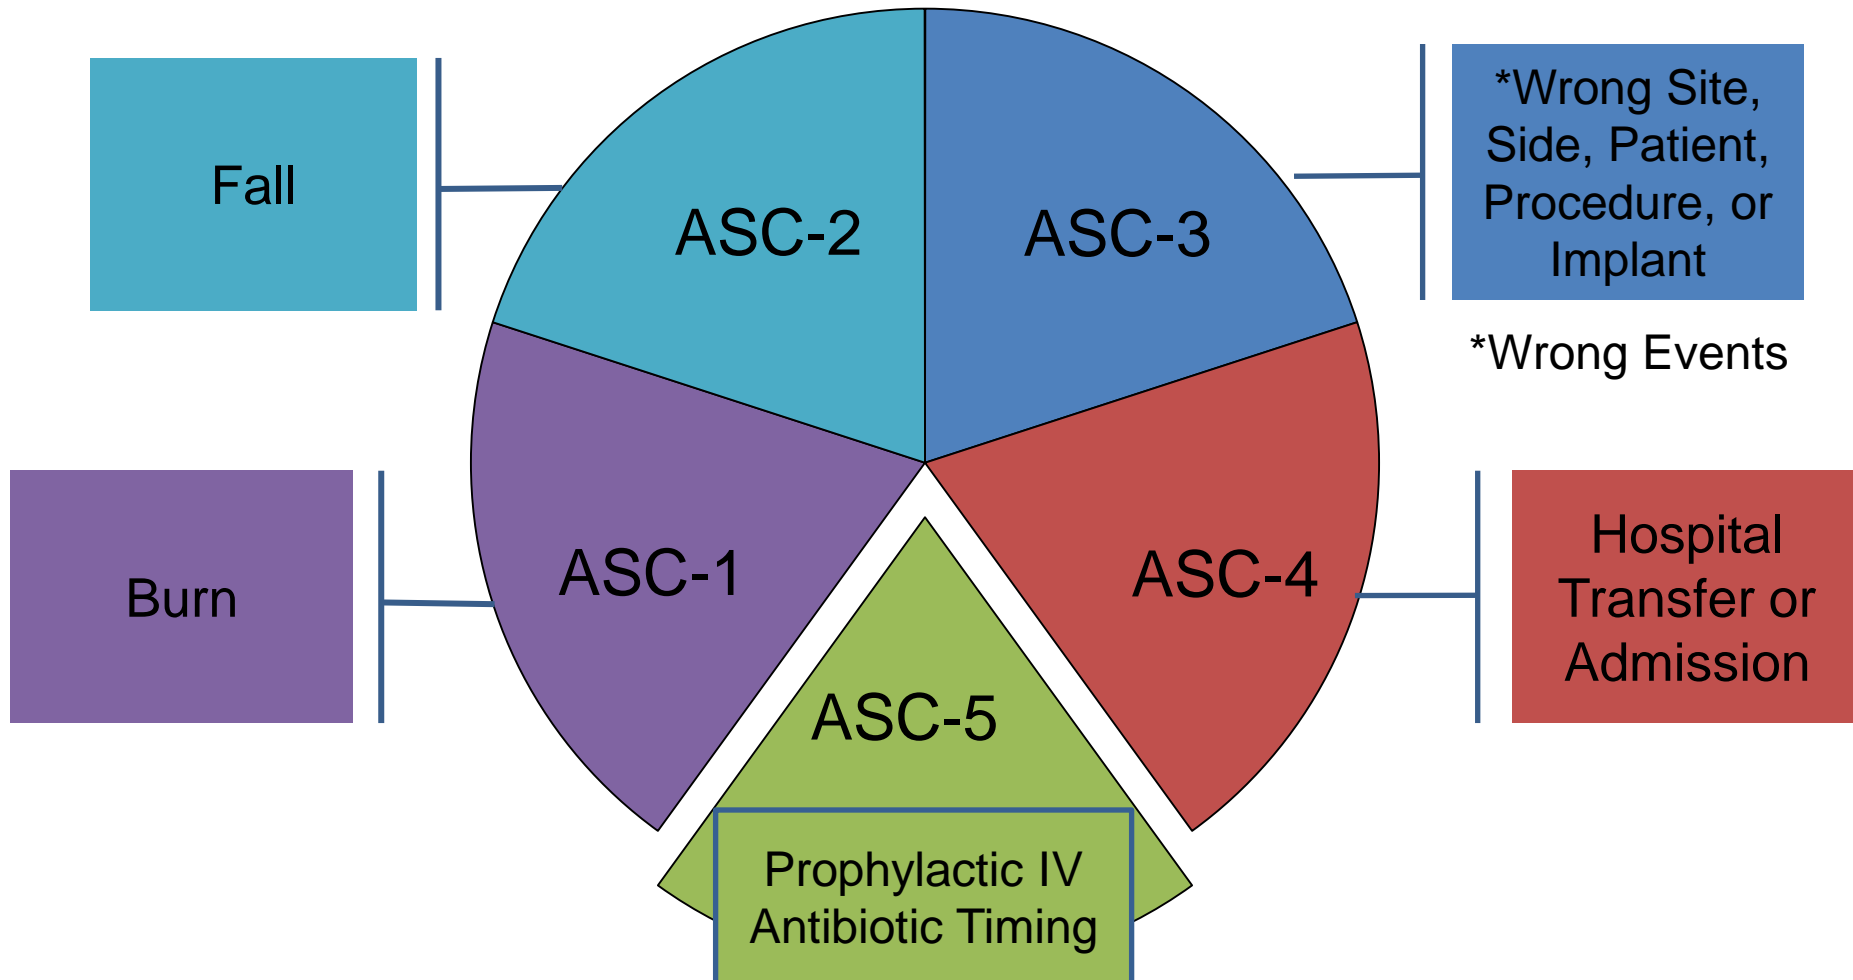 Fall
ASC-2
ASC-3
*Wrong Site,
Side, Patient,
Procedure, or
Implant
*Wrong Events
Burn
ASC-1
ASC-4
Hospital
Transfer or
Admission
ASC-5
Prophylactic IV
Antibiotic Timing